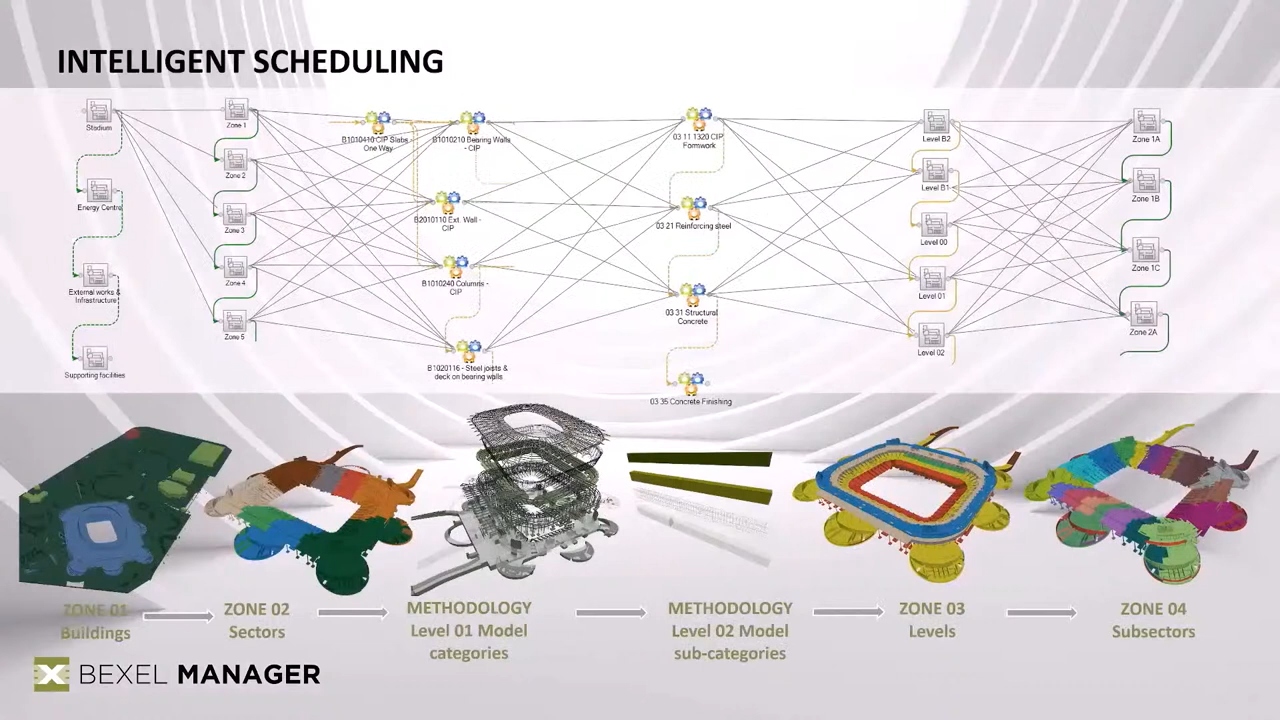 INTELLIGENT SCHEDULING
Stadium
Energy Centre
External works &
Infrastructure
Supporting facilities
Zone 1
Zone 2
Zone 3
Zone 4
Zone 5
B1010410 CIP Slabs
One Way
B1010210 Bearing Walls
- CIP
B2010110 Ext. Wall -
CIP
B1010240 Columns -
CIP
B1020116 - Steel joists &
deck on bearing walls
03 11 1320 CIP
Formwork
03 21 Reinforcing steel
03 31 Structural
Concrete
03 35 Concrete Finishing
Level B2
Level B1
Level 00
Level 01
Level 02
Zone 1A
Zone 1B
Zone 1C
Zone 2A
ZONE 01
Buildings
ZONE 02
Sectors
METHODOLOGY
Level 01 Model
categories
METHODOLOGY
Level 02 Model
sub-categories
ZONE 03
Levels
ZONE 04
Subsectors
BEXEL MANAGER